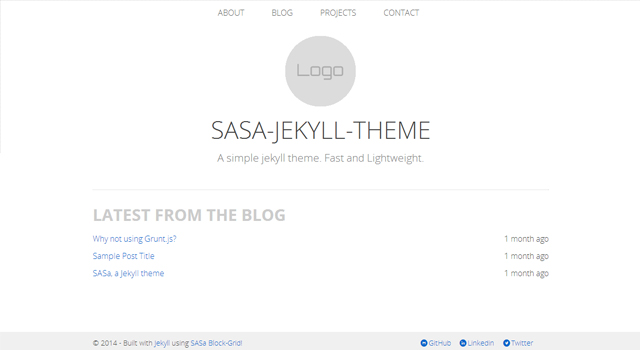 ABOUT BLOG PROJECTS CONTACT
Logo
SASA-JEKYLL-THEME
A simple jekyll theme. Fast and Lightweight.
LATEST FROM THE BLOG
Why not using Grunt.js? 1 month ago
Sample Post Title 1 month ago
SASa, a Jekyll theme 1 month ago
© 2014 - Built with Jekyll using SASa Block-Grid! GitHub Linkedin Twitter